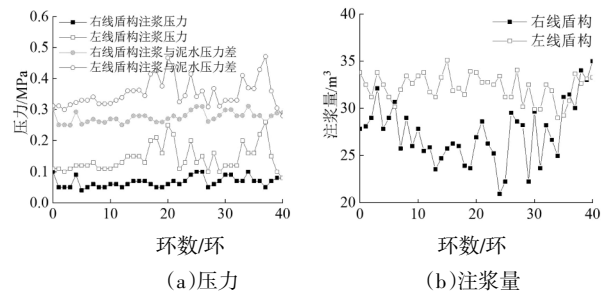 0.6
0.5
0.4
0.3
0.2
0.1
0.0
压力/MPa
右线盾构注浆压力
左线盾构注浆压力
右线盾构注浆与泥水压力差
左线盾构注浆与泥水压力差
0 10 20 30 40
环数/环
(a)压力
40
35
30
25
20
注浆量/m³
右线盾构
左线盾构
0 10 20 30 40
环数/环
(b)注浆量